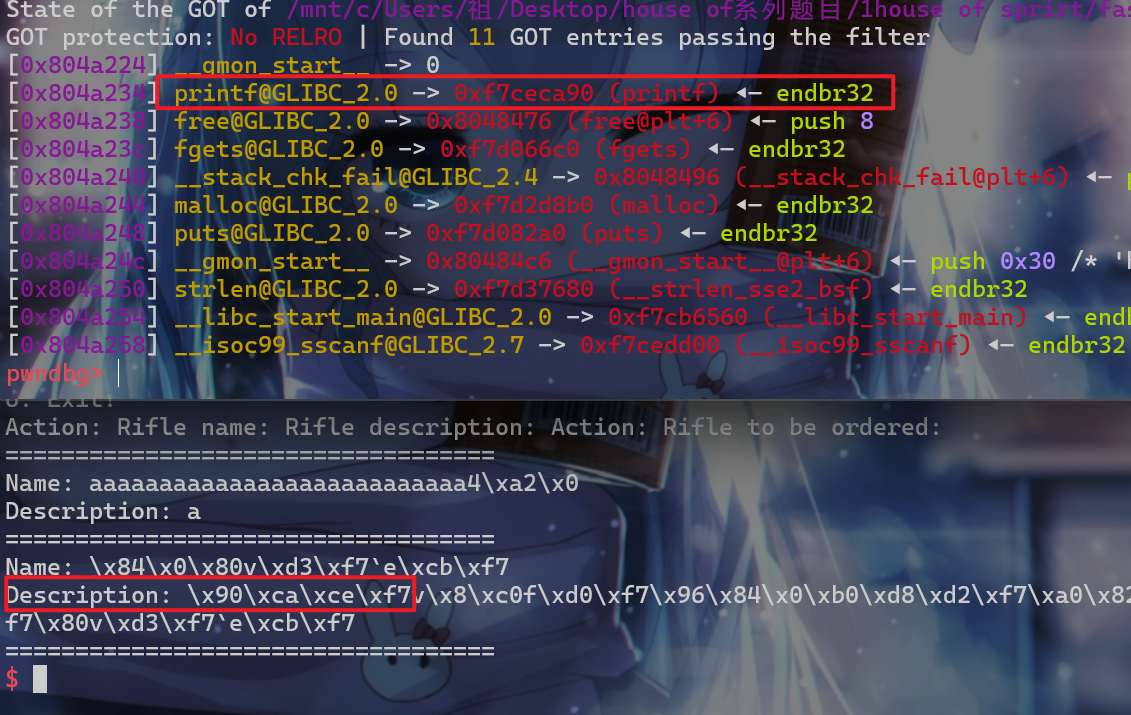 State of the GOT of /mnt/c/Users/祖/Desktop/house of系列题目/1house of sprirt/fas
GOT protection: No RELRO | Found 11 GOT entries passing the filter
[0x804a224] __gmon_start__ -> 0
[0x804a234] printf@GLIBC_2.0 -> 0xf7ceca90 (printf) ◂— endbr32
[0x804a238] free@GLIBC_2.0 -> 0x8048476 (free@plt+6) ◂— push 8
[0x804a23c] fgets@GLIBC_2.0 -> 0xf7d066c0 (fgets) ◂— endbr32
[0x804a240] __stack_chk_fail@GLIBC_2.4 -> 0x8048496 (__stack_chk_fail@plt+6) ◂— p
[0x804a244] malloc@GLIBC_2.0 -> 0xf7d2d8b0 (malloc) ◂— endbr32
[0x804a248] puts@GLIBC_2.0 -> 0xf7d082a0 (puts) ◂— endbr32
[0x804a24c] __gmon_start__ -> 0x80484c6 (__gmon_start__@plt+6) ◂— push 0x30 /* 'h
[0x804a250] strlen@GLIBC_2.0 -> 0xf7d37680 (__strlen_sse2_bsf) ◂— endbr32
[0x804a254] __libc_start_main@GLIBC_2.0 -> 0xf7cb6560 (__libc_start_main) ◂— endb
[0x804a258] __isoc99_sscanf@GLIBC_2.7 -> 0xf7cedd00 (__isoc99_sscanf) ◂— endbr32
pwndbg>
6. Exit!
Action: Rifle name: Rifle description: Action: Rifle to be ordered:
===================================
Name: aaaaaaaaaaaaaaaaaaaaaaaaaaa4\xa2\x0
Description: a
===================================
Name: \x84\x0\x80v\xd3\xf7`e\xcb\xf7
Description: \x90\xca\xce\xf7v\x8\xc0f\xd0\xf7\x96\x84\x0\xb0\xd8\xd2\xf7\xa0\x82
f7\x80v\xd3\xf7`e\xcb\xf7
===================================
$